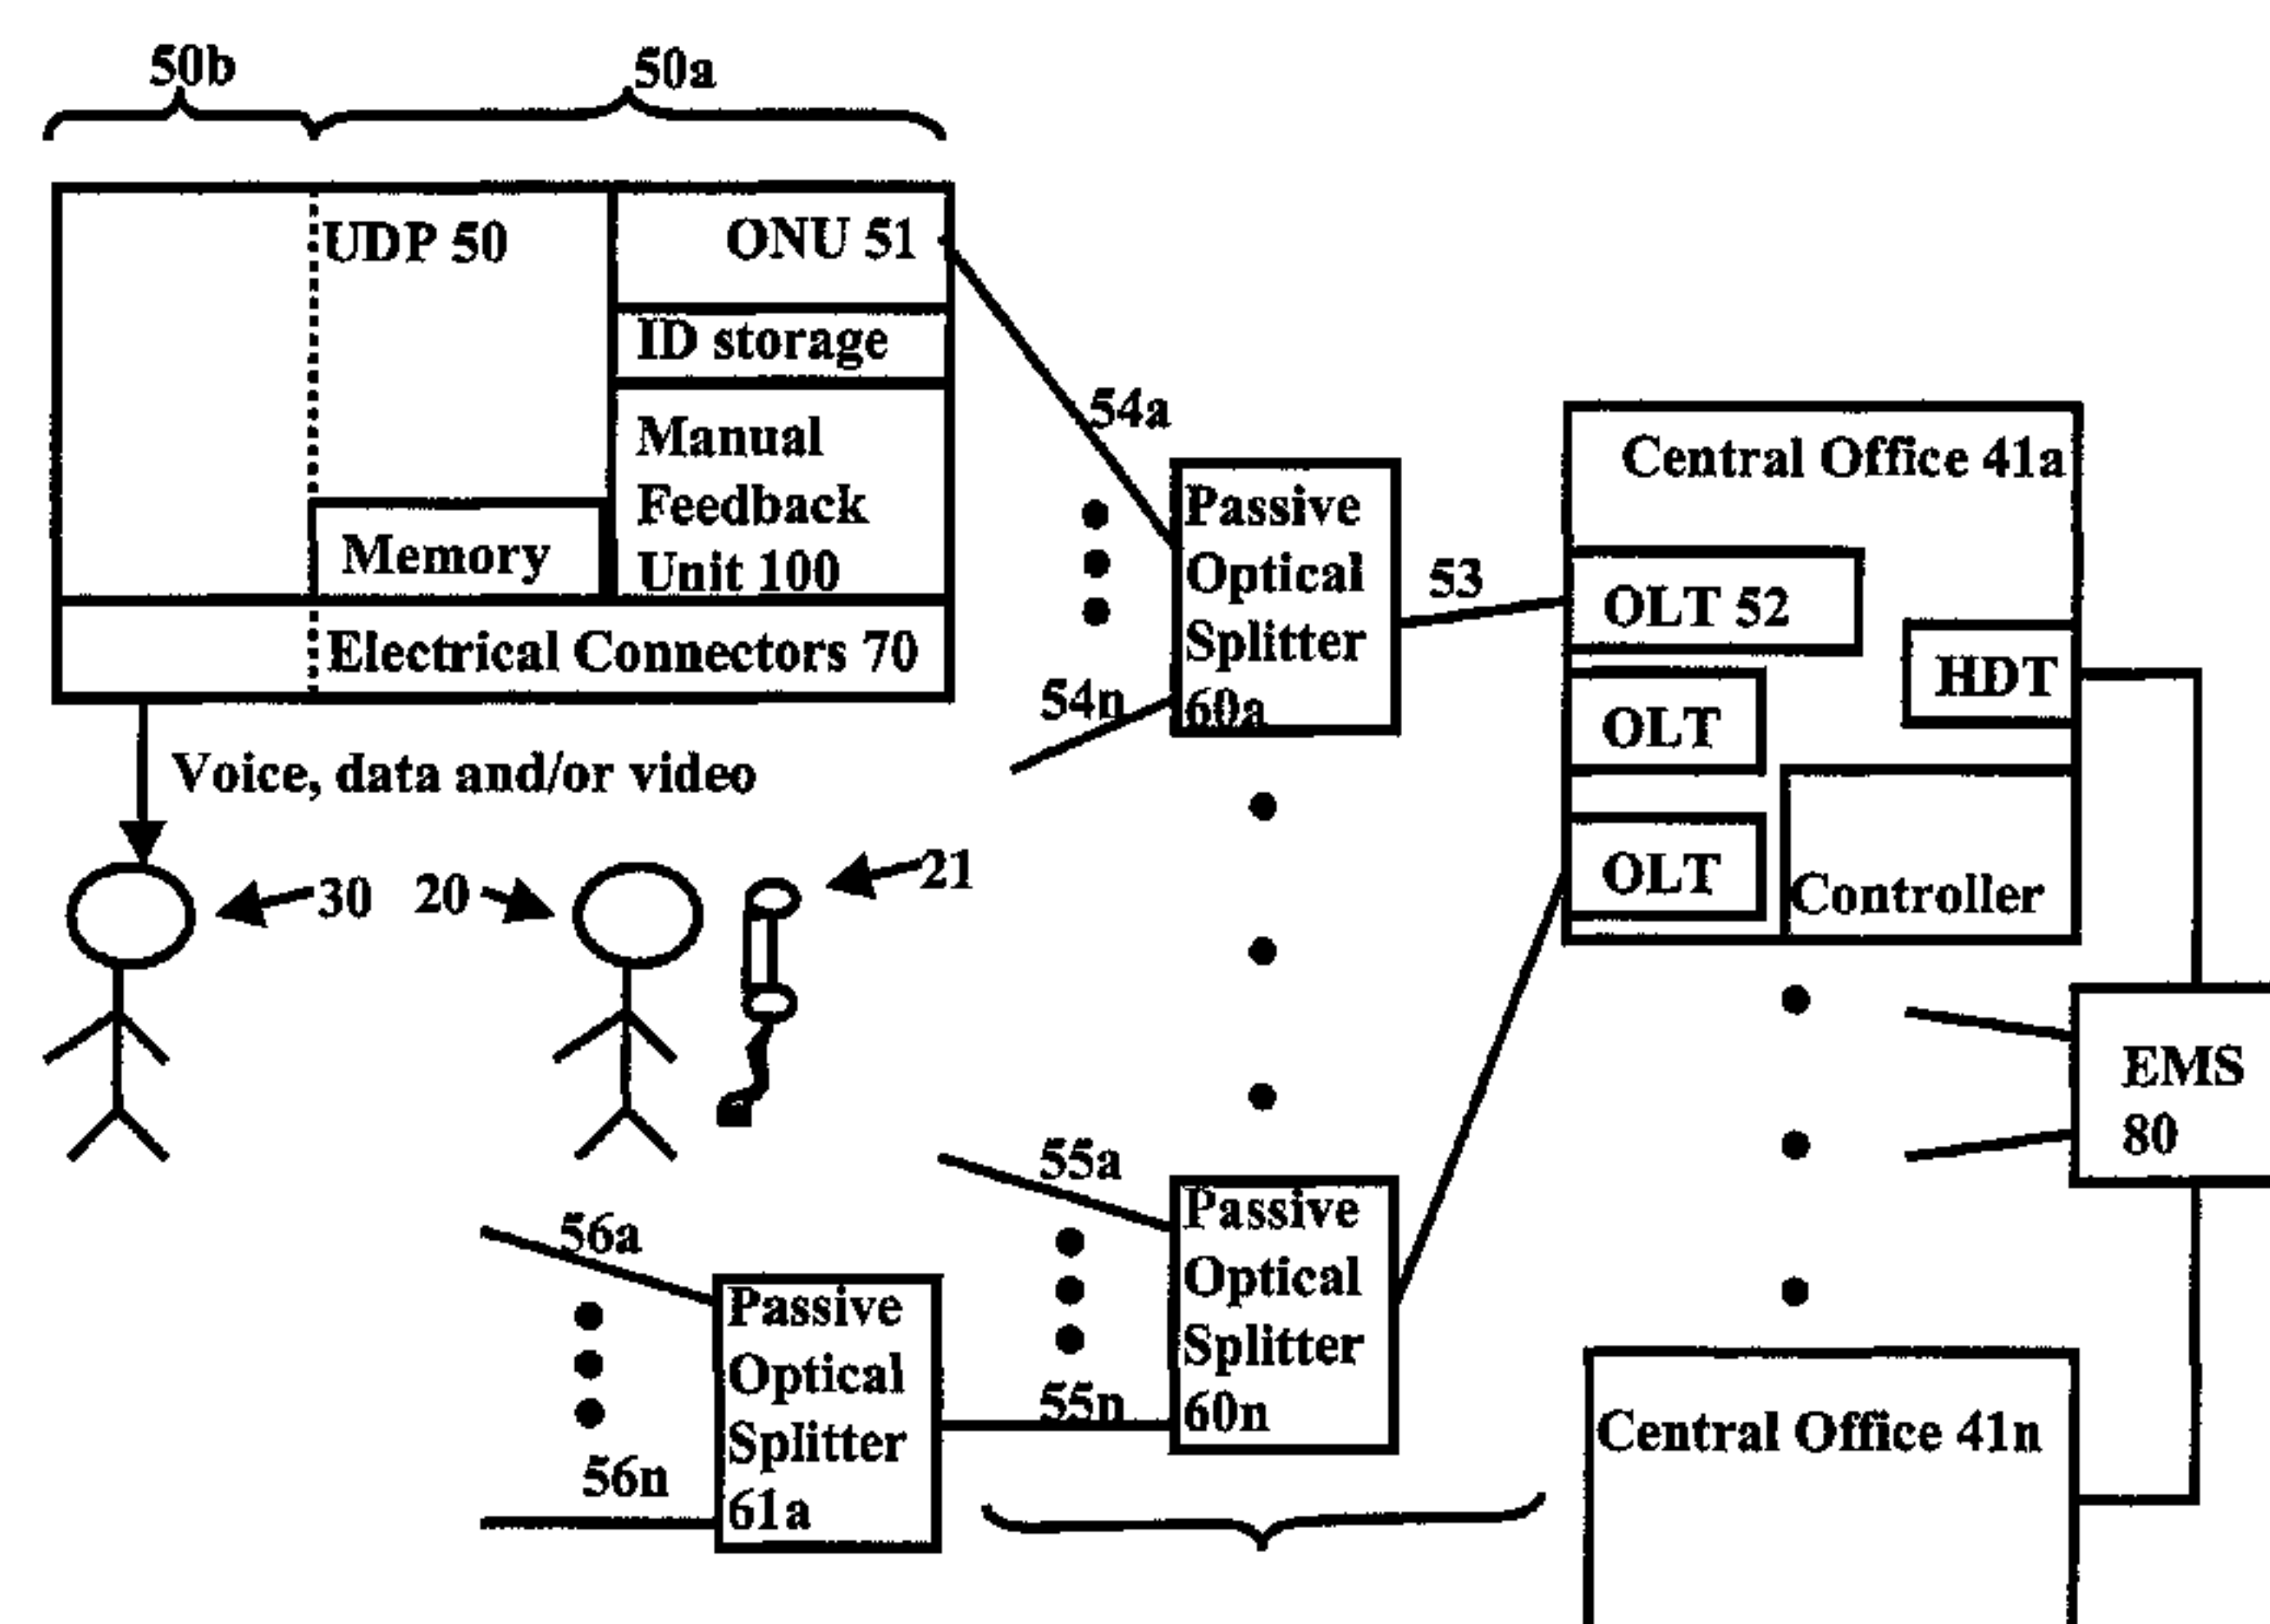 50b
50a
UDP 50
ONU 51
ID storage
Manual
Feedback
Unit 100
Memory
Electrical Connectors 70
Voice, data and/or video
30
20
21
54a
54n
Passive
Optical
Splitter
60a
53
Central Office 41a
OLT 52
HDT
OLT
OLT
Controller
EMS
80
55a
55n
Passive
Optical
Splitter
60n
56a
56n
Passive
Optical
Splitter
61a
Central Office 41n